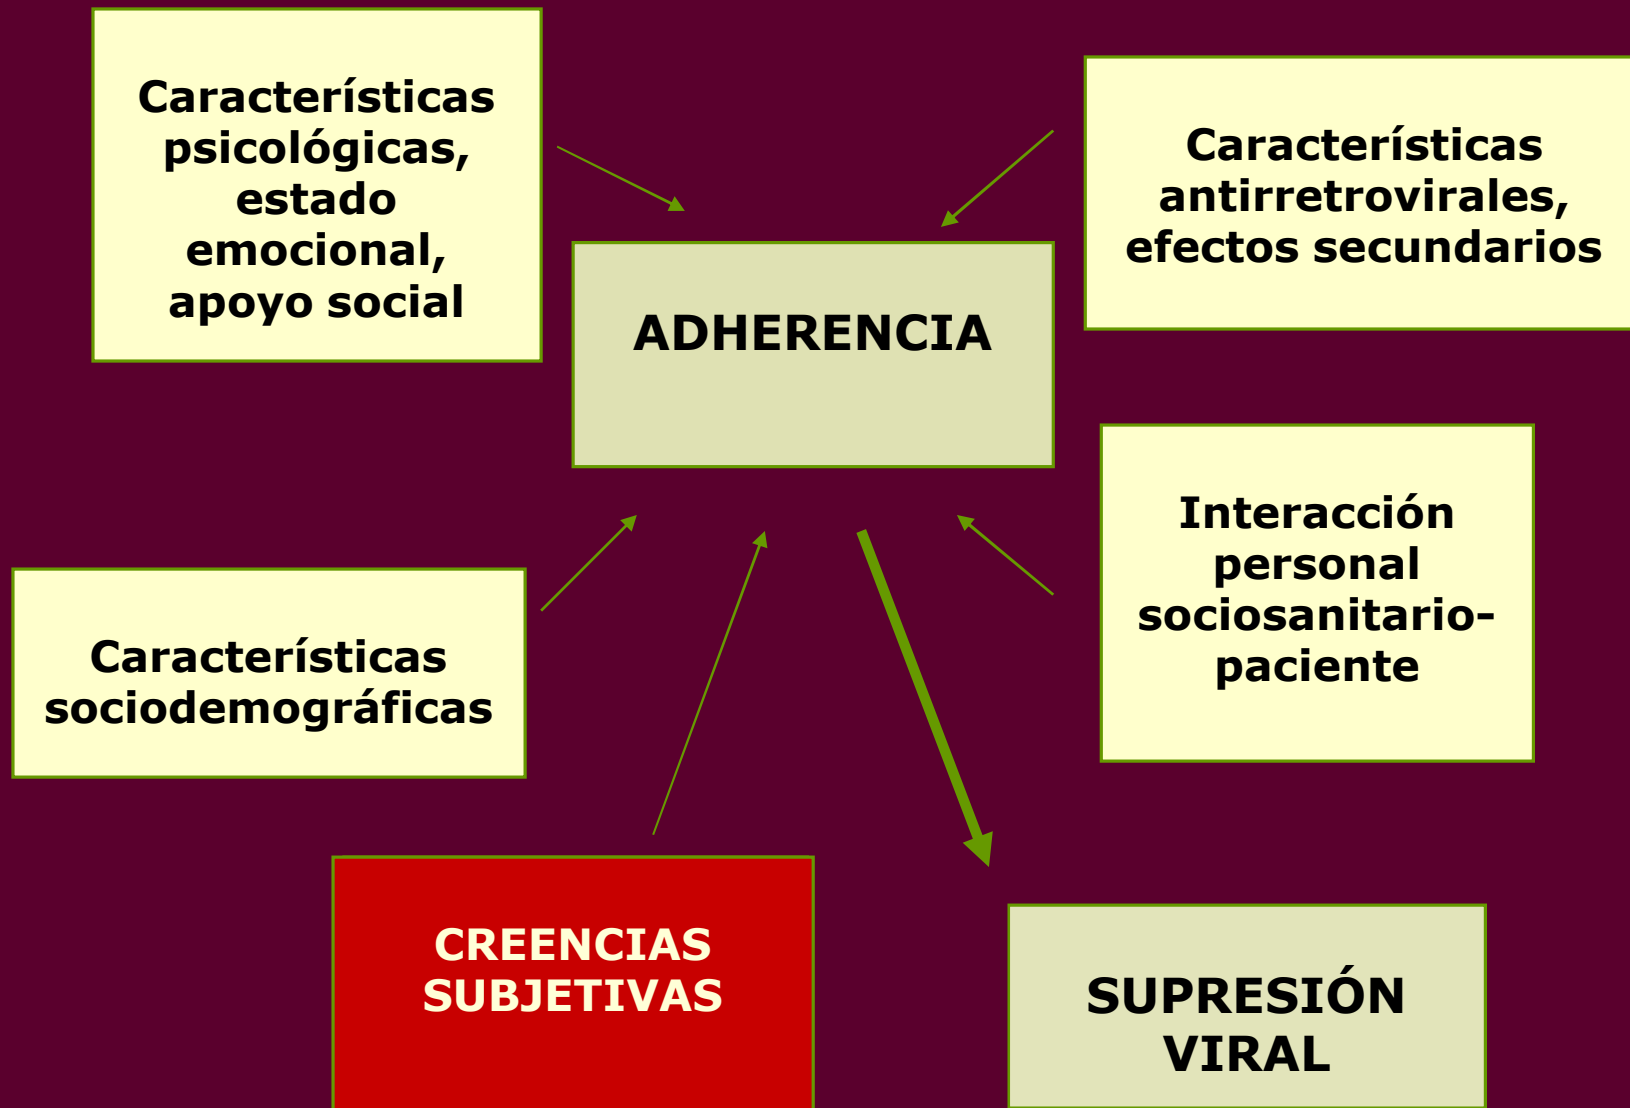 Características
psicológicas,
estado
emocional,
apoyo social
Características
antirretrovirales,
efectos secundarios
ADHERENCIA
Interacción
personal
sociosanitario-
paciente
Características
sociodemográficas
CREENCIAS
SUBJETIVAS
SUPRESIÓN
VIRAL